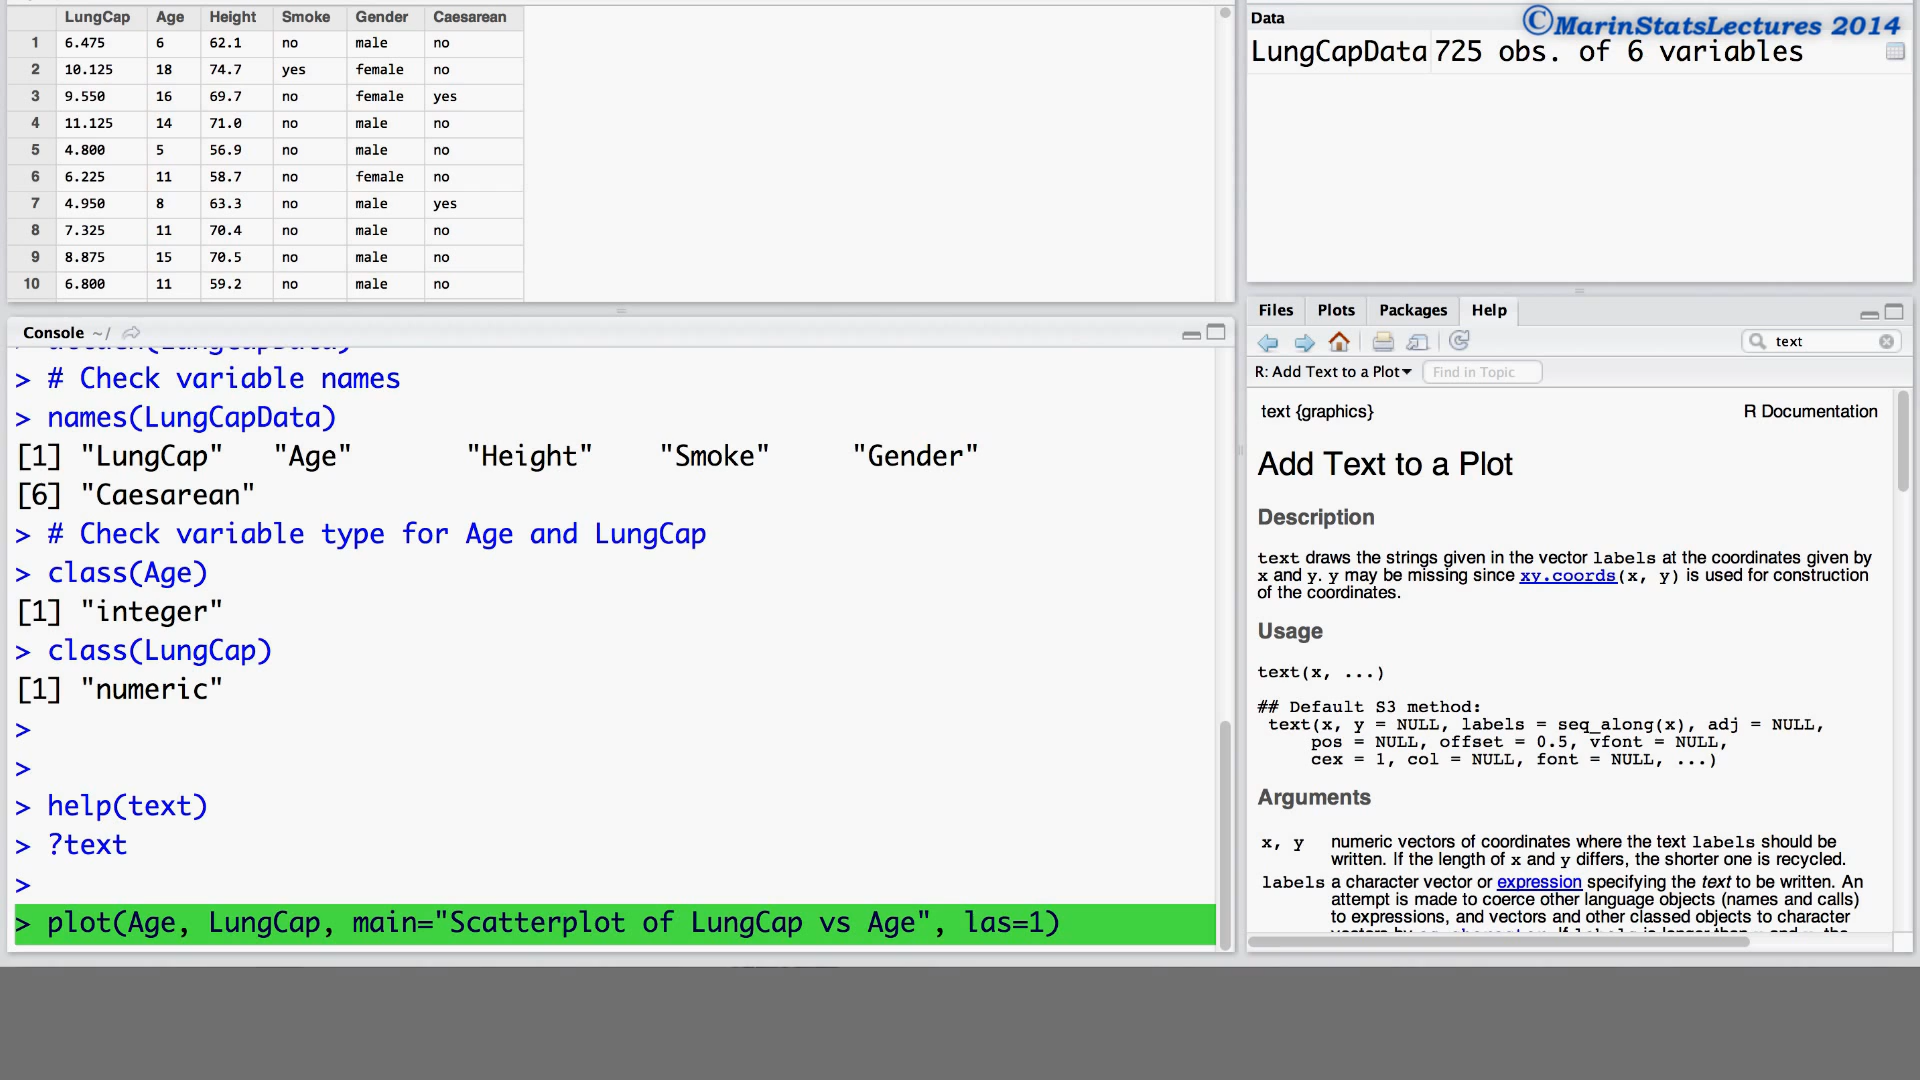 LungCap Age Height Smoke Gender Caesarean
1 6.475 6 62.1 no male no
2 10.125 18 74.7 yes female no
3 9.550 16 69.7 no female yes
4 11.125 14 71.0 no male no
5 4.800 5 56.9 no male no
6 6.225 11 58.7 no female no
7 4.950 8 63.3 no male yes
8 7.325 11 70.4 no male no
9 8.875 15 70.5 no male no
10 6.800 11 59.2 no male no
Console ~/
> # Check variable names
> names(LungCapData)
[1] "LungCap" "Age" "Height" "Smoke" "Gender"
[6] "Caesarean"
> # Check variable type for Age and LungCap
> class(Age)
[1] "integer"
> class(LungCap)
[1] "numeric"
>
>
> help(text)
> ?text
>
> plot(Age, LungCap, main="Scatterplot of LungCap vs Age", las=1)
Data
©MarinStatsLectures 2014
LungCapData 725 obs. of 6 variables
Files Plots Packages Help
text
R: Add Text to a Plot Find in Topic
text {graphics} R Documentation
Add Text to a Plot
Description
text draws the strings given in the vector labels at the coordinates given by
x and y. y may be missing since xy.coords(x, y) is used for construction
of the coordinates.
Usage
text(x, ...)
## Default S3 method:
text(x, y = NULL, labels = seq_along(x), adj = NULL,
pos = NULL, offset = 0.5, vfont = NULL,
cex = 1, col = NULL, font = NULL, ...)
Arguments
x, y numeric vectors of coordinates where the text labels should be
written. If the length of x and y differs, the shorter one is recycled.
labels a character vector or expression specifying the text to be written. An
attempt is made to coerce other language objects (names and calls)
to expressions, and vectors and other classed objects to character